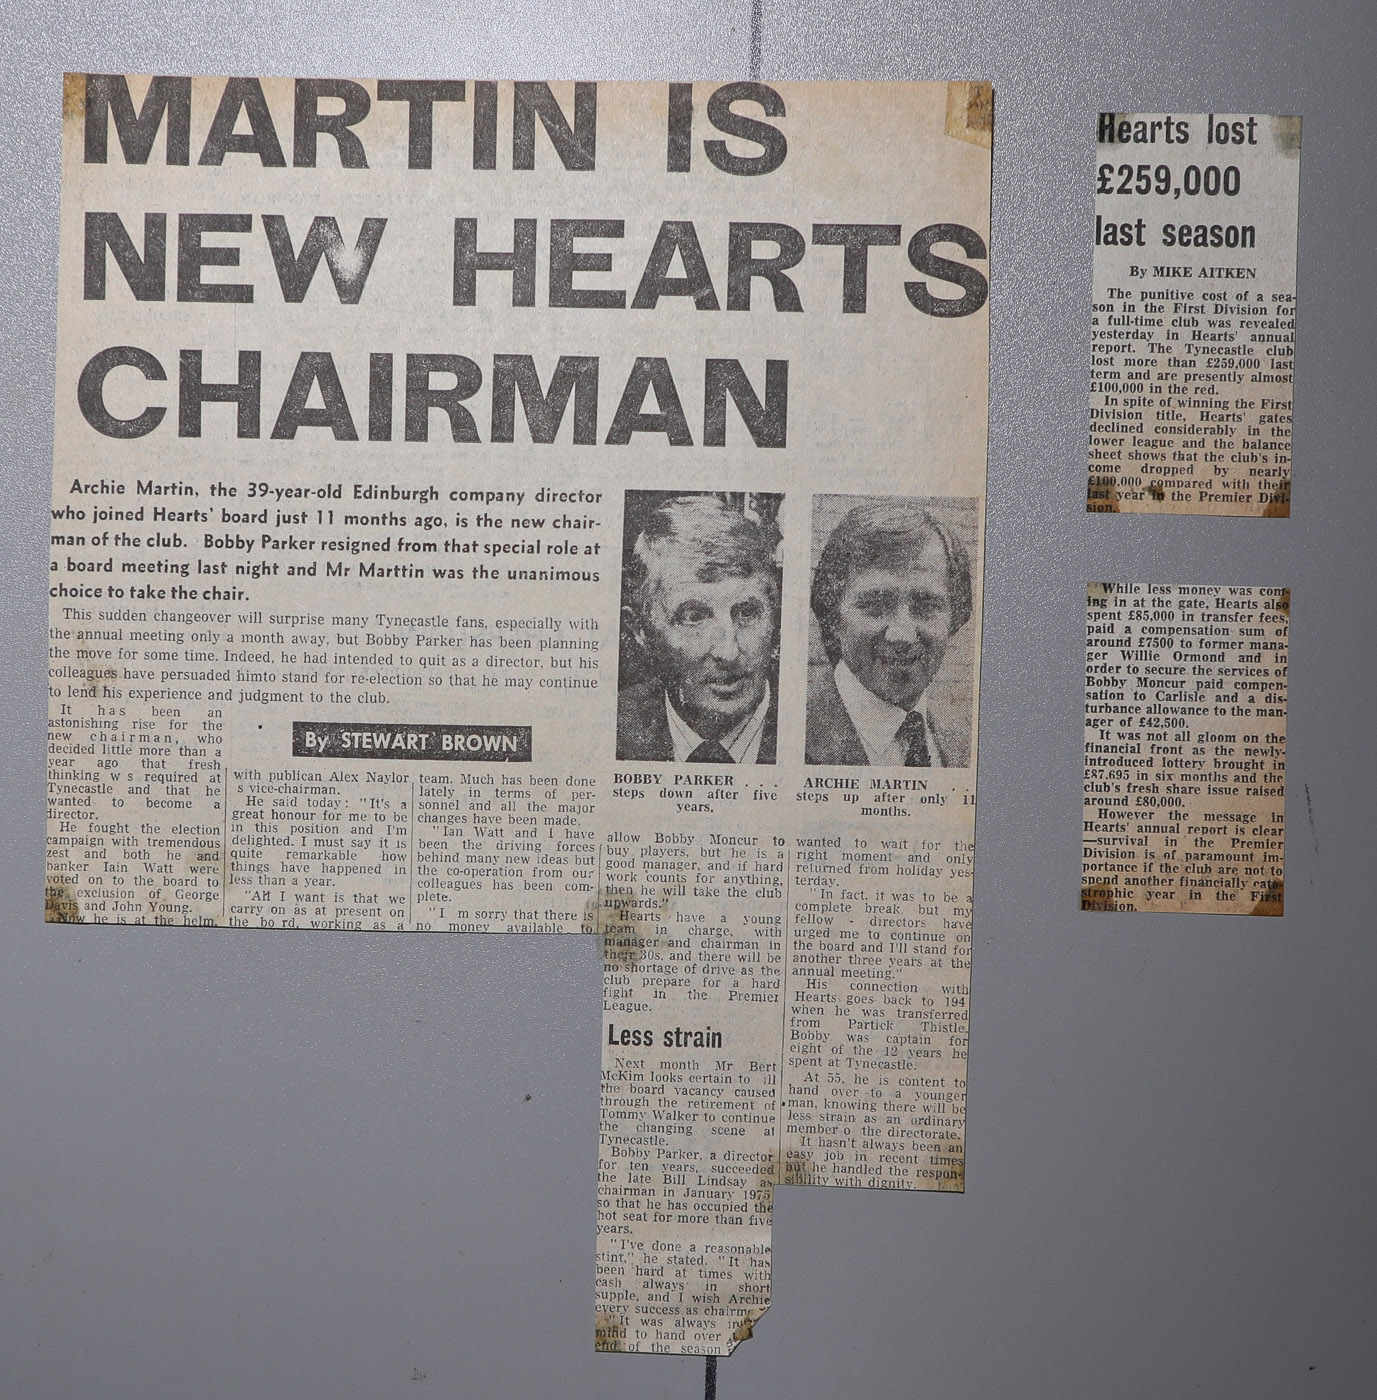 MARTIN IS
NEW HEARTS
CHAIRMAN
Archie Martin, the 39-year-old Edinburgh company director
who joined Hearts' board just 11 months ago, is the new chair-
man of the club. Bobby Parker resigned from that special role at
a board meeting last night and Mr Marttin was the unanimous
choice to take the chair.
This sudden changeover will surprise many Tynecastle fans, especially with
the annual meeting only a month away, but Bobby Parker has been planning
the move for some time. Indeed, he had intended to quit as a director, but his
colleagues have persuaded himto stand for re-election so that he may continue
to lend his experience and judgment to the club.
It has been an
astonishing rise for the
new chairman, who
decided little more than a
year ago that fresh
thinking w s required at
Tynecastle and that he
wanted to become a
director.
He fought the election
campaign with tremendous
zest and both he and
banker Iain Watt were
voted on to the board to
the exclusion of George
Davis and John Young.
Now he is at the helm,
By STEWART BROWN
with publican Alex Naylor
s vice-chairman.
He said today: "It's a
great honour for me to be
in this position and I'm
delighted. I must say it is
quite remarkable how
things have happened in
less than a year.
"All I want is that we
carry on as at present on
the bo rd, working as a
team. Much has been done
lately in terms of per-
sonnel and all the major
changes have been made.
"Ian Watt and I have
been the driving forces
behind many new ideas but
the co-operation from our
colleagues has been com-
plete.
"I m sorry that there is
no money available to
BOBBY PARKER . . .
steps down after five
years.
ARCHIE MARTIN . .
steps up after only 11
months.
allow Bobby Moncur to
buy players, but he is a
good manager, and if hard
work counts for anything,
then he will take the club
upwards."
Hearts have a young
team in charge, with
manager and chairman in
their 30s, and there will be
no shortage of drive as the
club prepare for a hard
fight in the Premier
League.
Less strain
Next month Mr Bert
McKim looks certain to ill
the board vacancy caused
through the retirement of
Tommy Walker to continue
the changing scene at
Tynecastle.
Bobby Parker, a director
for ten years, succeeded
the late Bill Lindsay as
chairman in January 1975
so that he has occupied the
hot seat for more than five
years.
"I've done a reasonable
stint," he stated. "It has
been hard at times with
cash always in short
supple, and I wish Archie
every success as chairm
"It was always in
mind to hand over
end of the season
wanted to wait for the
right moment and only
returned from holiday yes-
terday.
"In fact, it was to be a
complete break, but my
fellow - directors have
urged me to continue on
the board and I'll stand for
another three years at the
annual meeting."
His connection with
Hearts goes back to 194
when he was transferred
from Partick Thistle.
Bobby was captain for
eight of the 12 years he
spent at Tynecastle.
At 55, he is content to
hand over to a younger
man, knowing there will be
less strain as an ordinary
member o the directorate.
It hasn't always been an
easy job in recent times
but he handled the respon-
sibility with dignity.
Hearts lost
£259,000
last season
By MIKE AITKEN
The punitive cost of a sea-
son in the First Division for
a full-time club was revealed
yesterday in Hearts' annual
report. The Tynecastle club
lost more than £259,000 last
term and are presently almost
£100,000 in the red.
In spite of winning the First
Division title, Hearts' gates
declined considerably in the
lower league and the balance
sheet shows that the club's in-
come dropped by nearly
£100.000 compared with their
last year in the Premier Divi-
sion.
While less money was com-
ing in at the gate, Hearts also
spent £85,000 in transfer fees,
paid a compensation sum of
around £7500 to former mana-
ger Willie Ormond and in
order to secure the services of
Bobby Moncur paid compen-
sation to Carlisle and a dis-
turbance allowance to the man-
ager of £42,500.
It was not all gloom on the
financial front as the newly-
introduced lottery brought in
£87.695 in six months and the
club's fresh share issue raised
around £80,000.
However the message in
Hearts' annual report is clear
—survival in the Premier
Division is of paramount im-
portance if the club are not to
spend another financially cata-
strophic year in the First
Division.